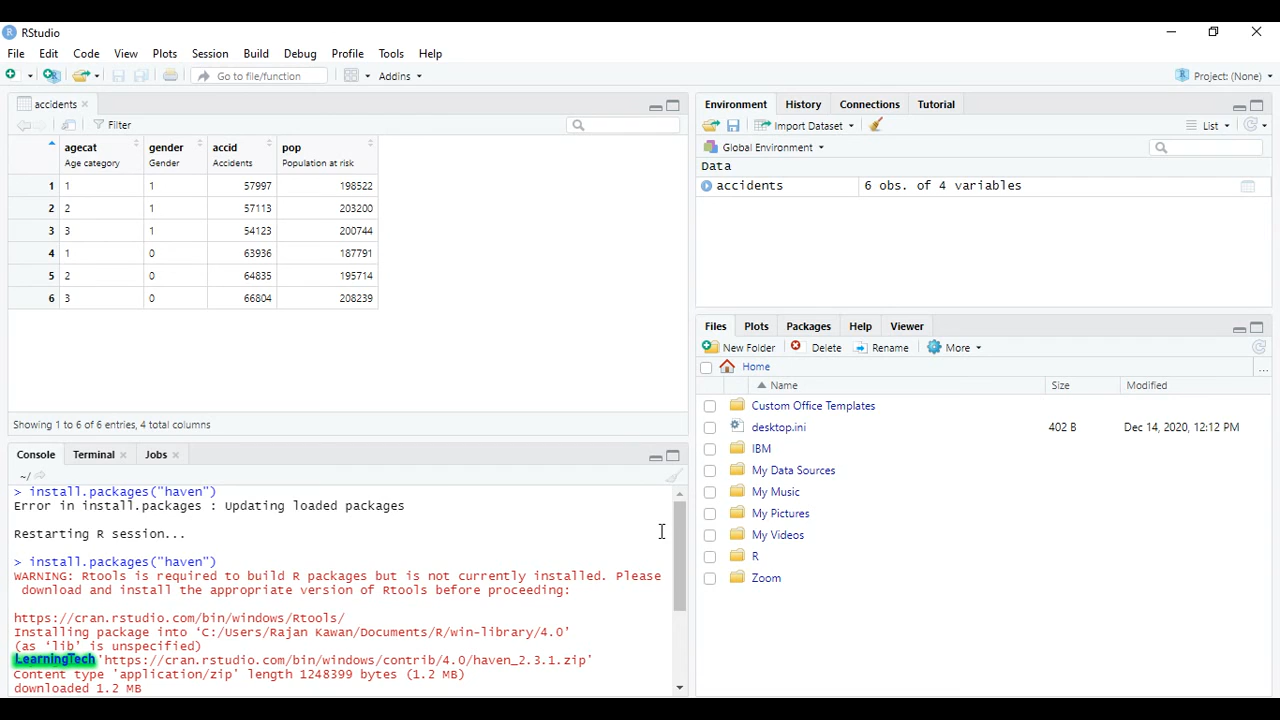 RStudio
File Edit Code View Plots Session Build Debug Profile Tools Help
Go to file/function Addins Project: (None)
accidents
Filter
agecat gender accid pop
Age category Gender Accidents Population at risk
1 1 1 57997 198522
2 2 1 57113 203200
3 3 1 54123 200744
4 1 0 63936 187791
5 2 0 64835 195714
6 3 0 66804 208239
Showing 1 to 6 of 6 entries, 4 total columns
Console Terminal Jobs
~/
> install.packages("haven")
Error in install.packages : Updating loaded packages
Restarting R session...
> install.packages("haven")
WARNING: Rtools is required to build R packages but is not currently installed. Please
download and install the appropriate version of Rtools before proceeding:
https://cran.rstudio.com/bin/windows/Rtools/
Installing package into ‘C:/Users/Rajan Kawan/Documents/R/win-library/4.0’
(as ‘lib’ is unspecified)
LearningTech 'https://cran.rstudio.com/bin/windows/contrib/4.0/haven_2.3.1.zip'
Content type 'application/zip' length 1248399 bytes (1.2 MB)
downloaded 1.2 MB
Environment History Connections Tutorial
Import Dataset List
Global Environment
Data
accidents 6 obs. of 4 variables
Files Plots Packages Help Viewer
New Folder Delete Rename More
Home ...
Name Size Modified
Custom Office Templates
desktop.ini 402 B Dec 14, 2020, 12:12 PM
IBM
My Data Sources
My Music
My Pictures
My Videos
R
Zoom